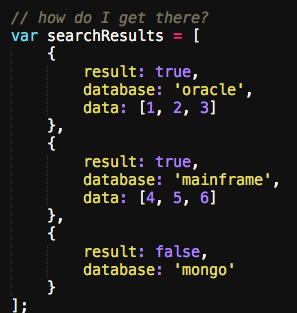 // how do I get there?
var searchResults = [
    {
        result: true,
        database: 'oracle',
        data: [1, 2, 3]
    },
    {
        result: true,
        database: 'mainframe',
        data: [4, 5, 6]
    },
    {
        result: false,
        database: 'mongo'
    }
];